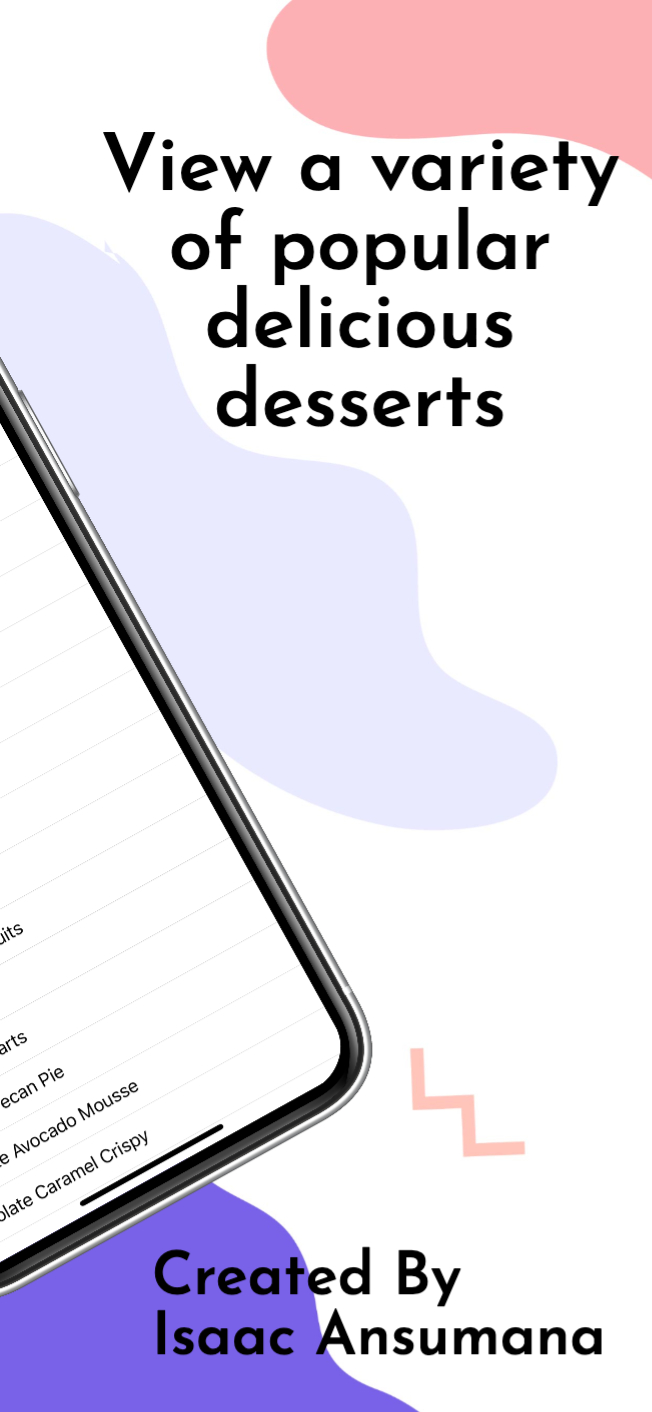 View a variety
of popular
delicious
desserts
uits
arts
ecan Pie
e Avocado Mousse
olate Caramel Crispy
Created By
Isaac Ansumana